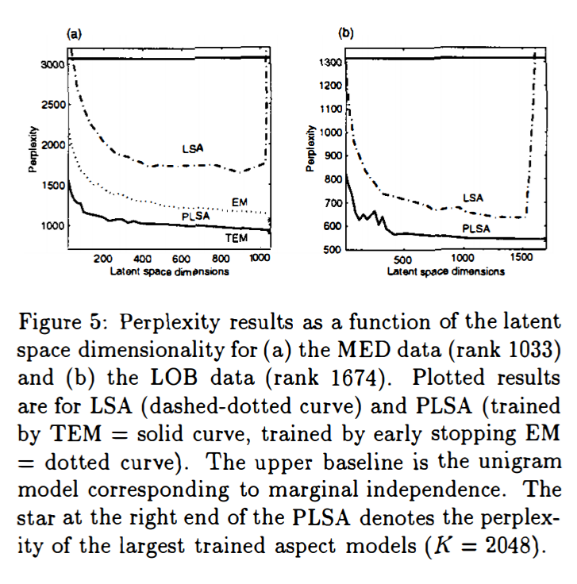 (a)
3000
2500
2000
1500
1000
Perplexity
LSA
EM
PLSA
TEM
200 400 600 800 1000
Latent space dimensions
(b)
1300
1200
1100
1000
900
800
700
600
500
Perplexity
LSA
PLSA
500 1000 1500
Latent space dimensions
Figure 5: Perplexity results as a function of the latent
space dimensionality for (a) the MED data (rank 1033)
and (b) the LOB data (rank 1674). Plotted results
are for LSA (dashed-dotted curve) and PLSA (trained
by TEM = solid curve, trained by early stopping EM
= dotted curve). The upper baseline is the unigram
model corresponding to marginal independence. The
star at the right end of the PLSA denotes the perplex-
ity of the largest trained aspect models (K = 2048).